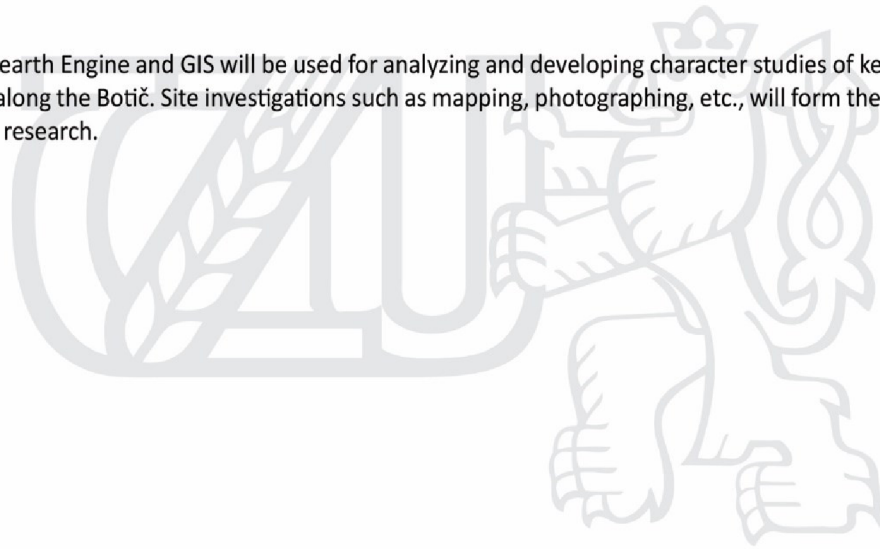 earth Engine and GIS will be used for analyzing and developing character studies of ke
along the Botič. Site investigations such as mapping, photographing, etc., will form the
research.
ČZU